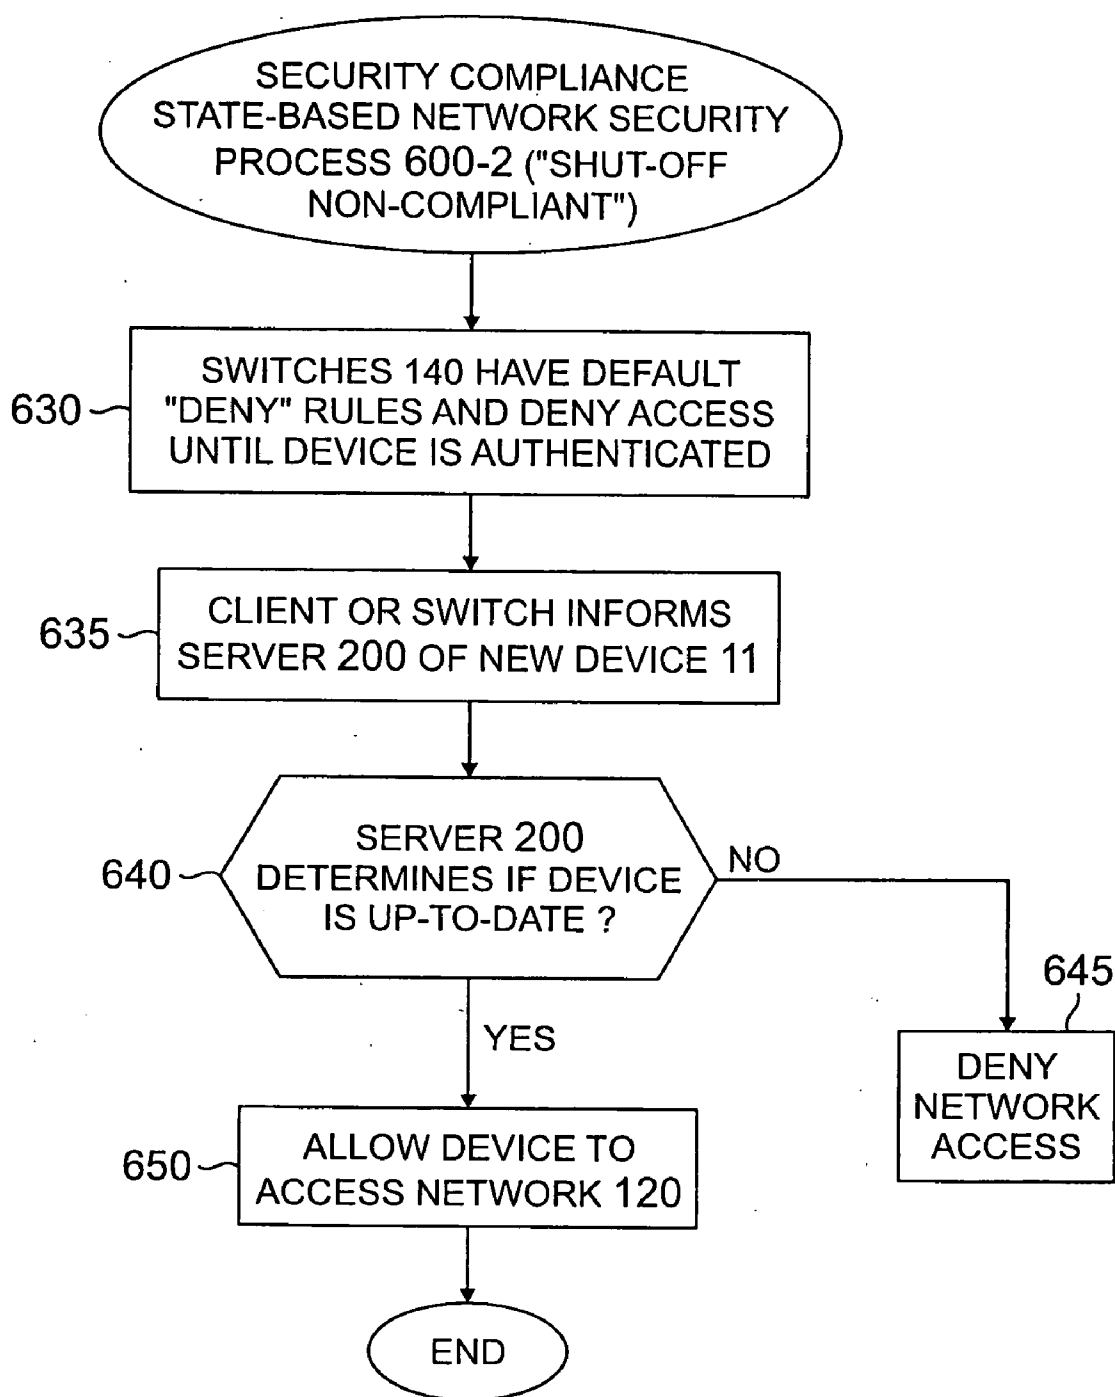 SECURITY COMPLIANCE
STATE-BASED NETWORK SECURITY
PROCESS 600-2 ("SHUT-OFF
NON-COMPLIANT")
SWITCHES 140 HAVE DEFAULT
"DENY" RULES AND DENY ACCESS
UNTIL DEVICE IS AUTHENTICATED
630
CLIENT OR SWITCH INFORMS
SERVER 200 OF NEW DEVICE 11
635
SERVER 200
DETERMINES IF DEVICE
IS UP-TO-DATE ?
640
NO
645
DENY
NETWORK
ACCESS
YES
ALLOW DEVICE TO
ACCESS NETWORK 120
650
END